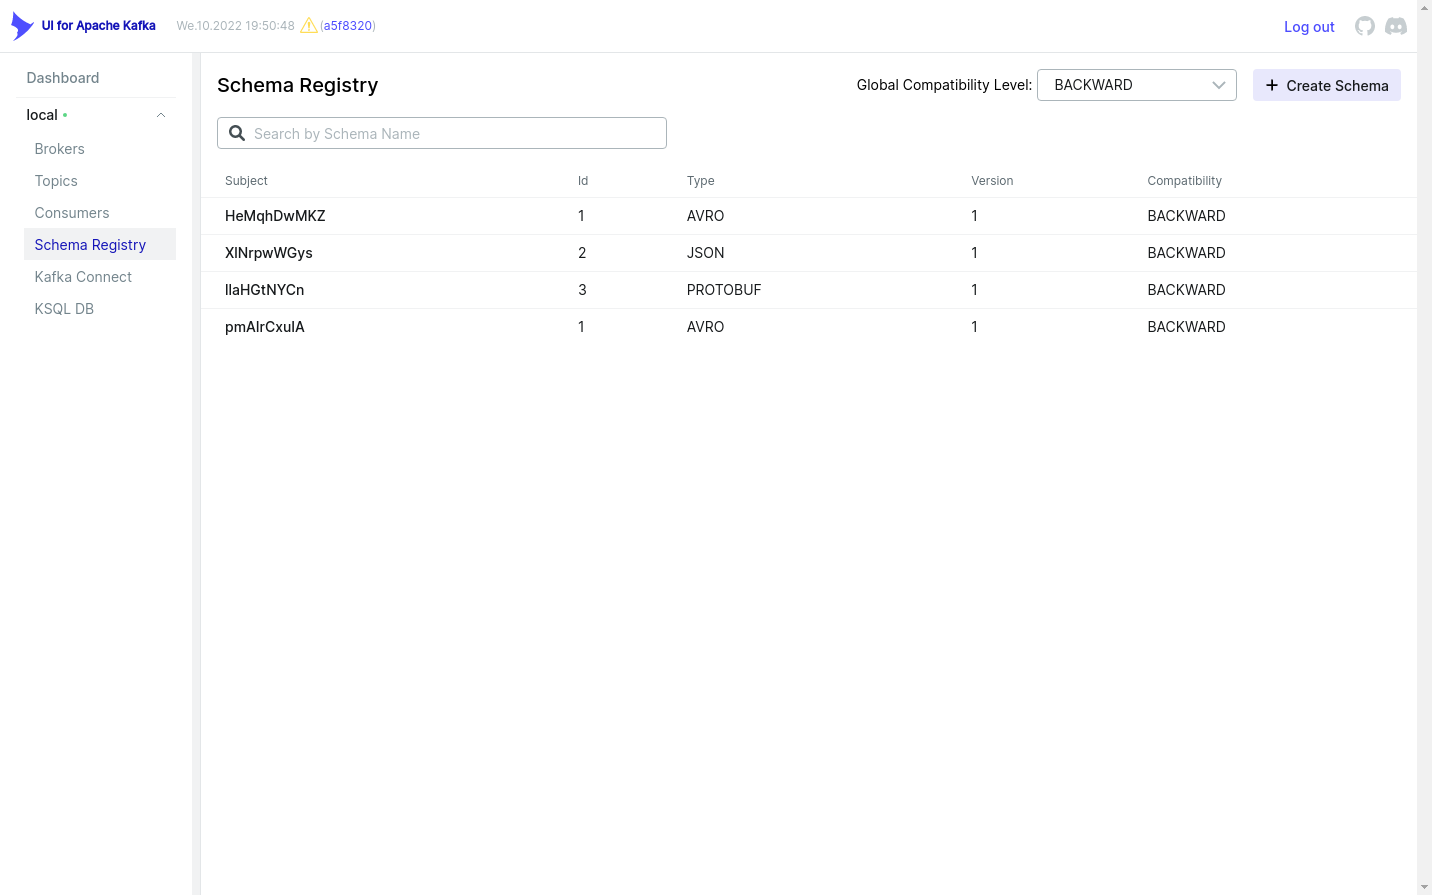 UI for Apache Kafka We.10.2022 19:50:48 (a5f8320) Log out
Dashboard
local
Brokers
Topics
Consumers
Schema Registry
Kafka Connect
KSQL DB
Schema Registry Global Compatibility Level: BACKWARD Create Schema
Search by Schema Name
Subject Id Type Version Compatibility
HeMqhDwMKZ 1 AVRO 1 BACKWARD
XlNrpwWGys 2 JSON 1 BACKWARD
IlaHGtNYCn 3 PROTOBUF 1 BACKWARD
pmAlrCxulA 1 AVRO 1 BACKWARD